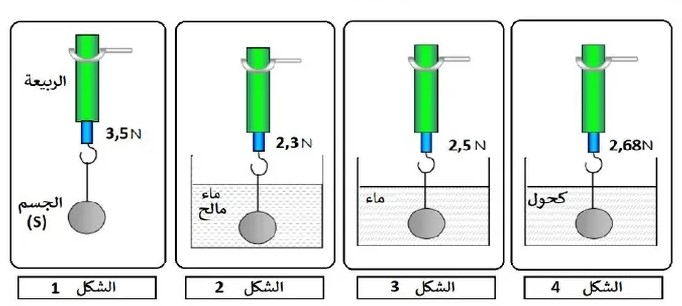 الربيعة
3,5 N
الجسم
(S)
الشكل 1
2,3 N
ماء
مالح
الشكل 2
2,5 N
ماء
الشكل 3
2,68N
كحول
الشكل 4